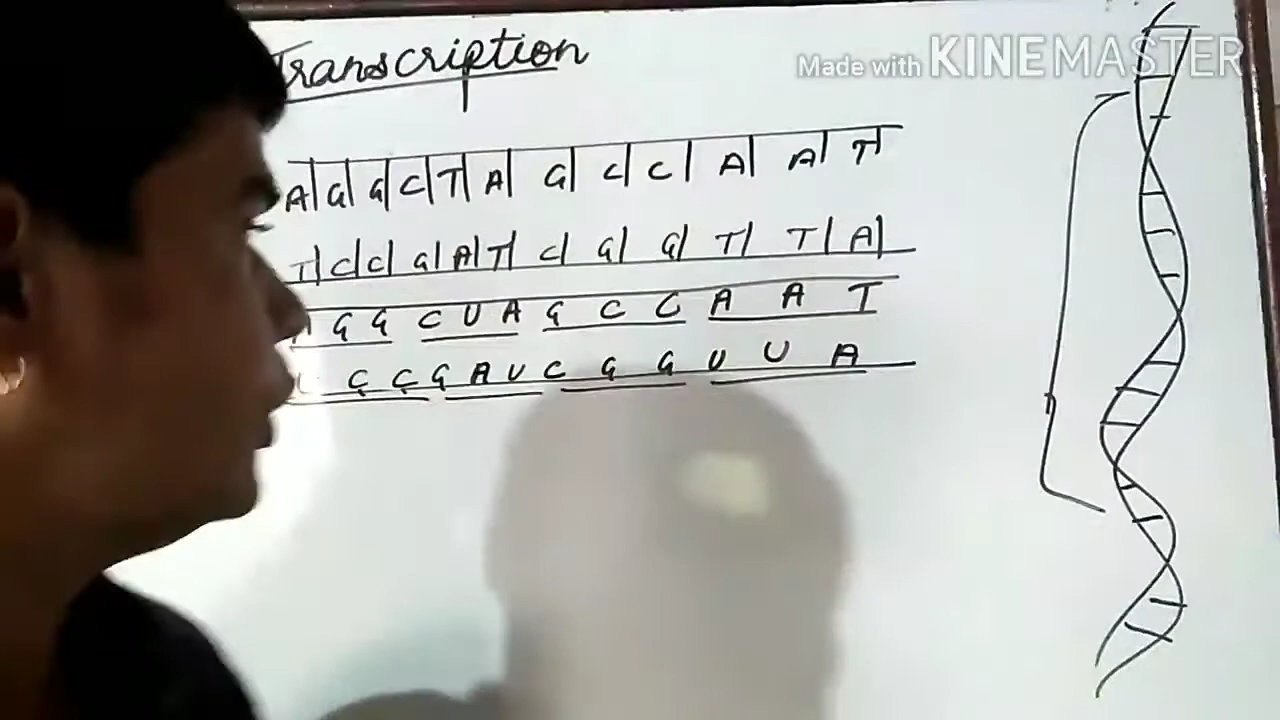 Transcription
Made with KINEMASTER
A G G C T A G C C A A T
T C C G A T C G G T T A
G G C U A G C C A A T
C C G A U C G G U U A